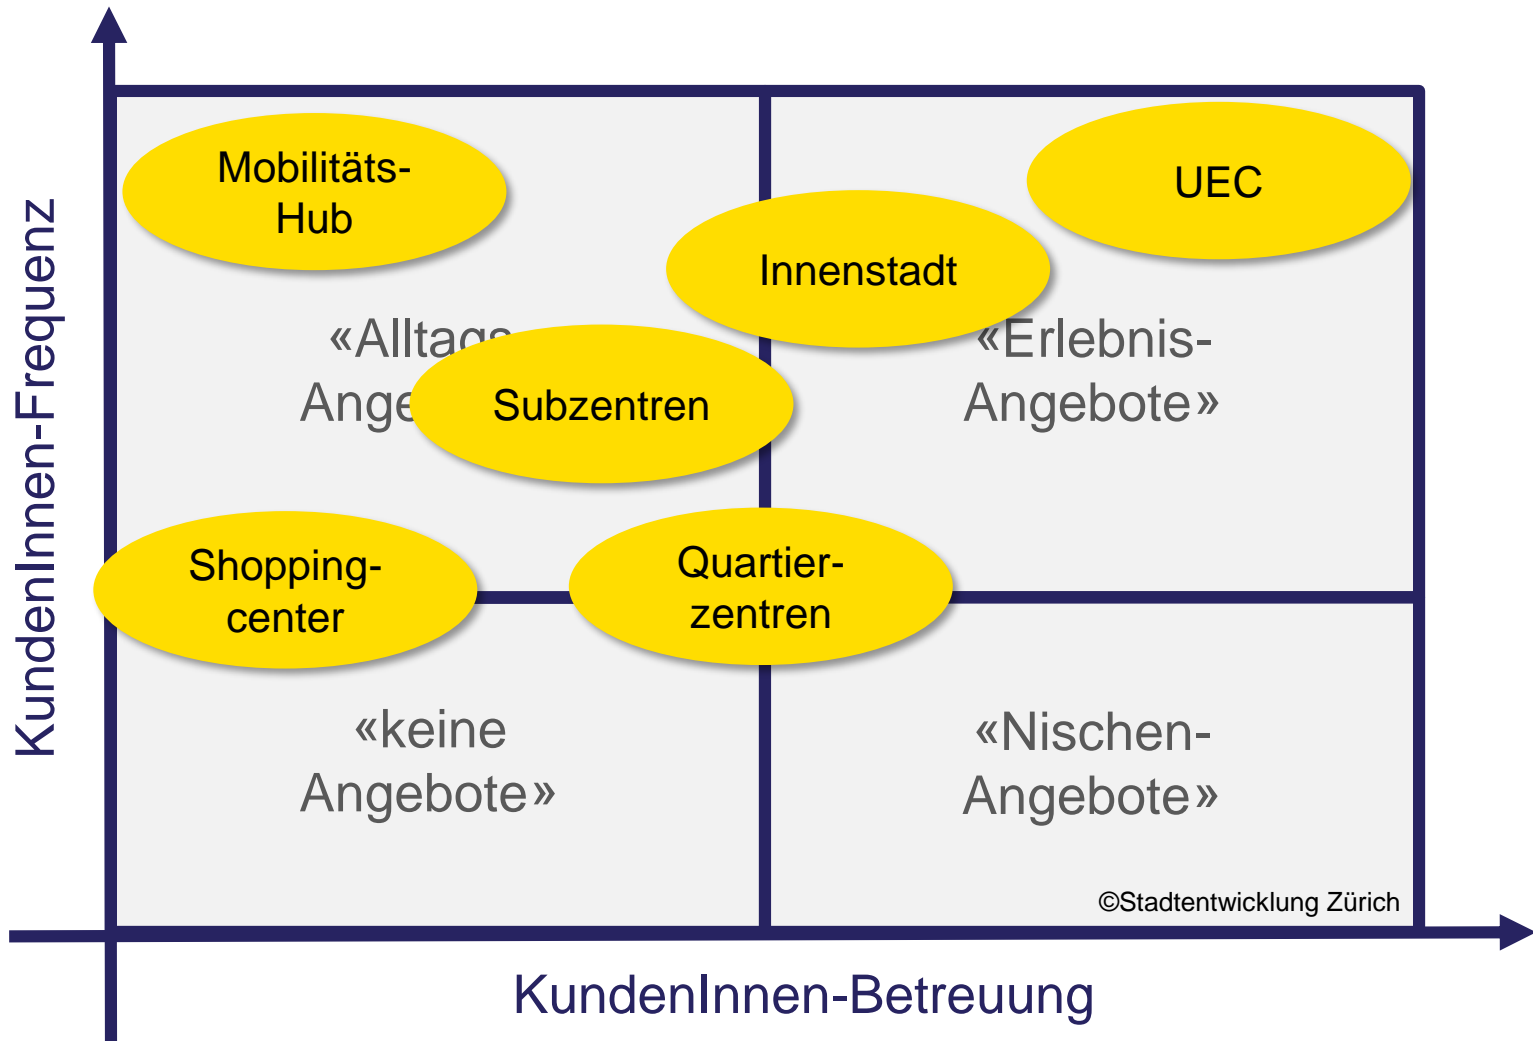 KundenInnen-Frequenz
Mobilitäts-
Hub
UEC
Innenstadt
«Alltags
«Erlebnis-
Angebote»
Subzentren
Shopping-
center
Quartier-
zentren
«keine
Angebote»
«Nischen-
Angebote»
©Stadtentwicklung Zürich
KundenInnen-Betreuung